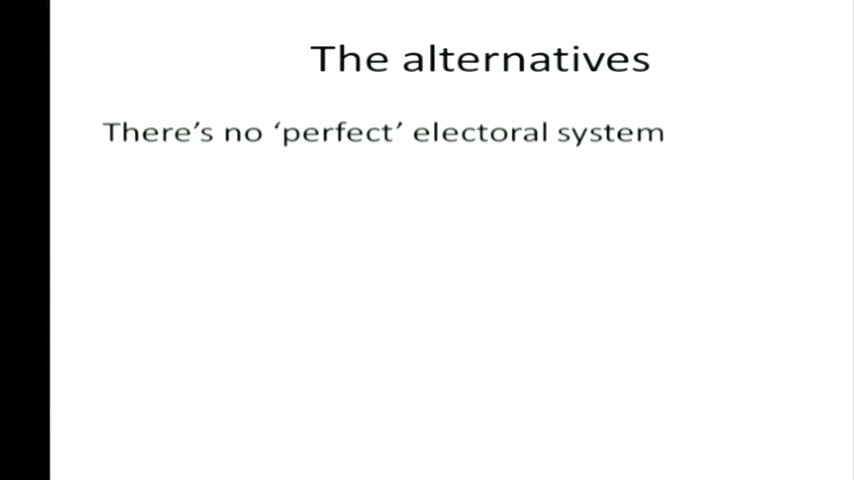 The alternatives
There’s no ‘perfect’ electoral system